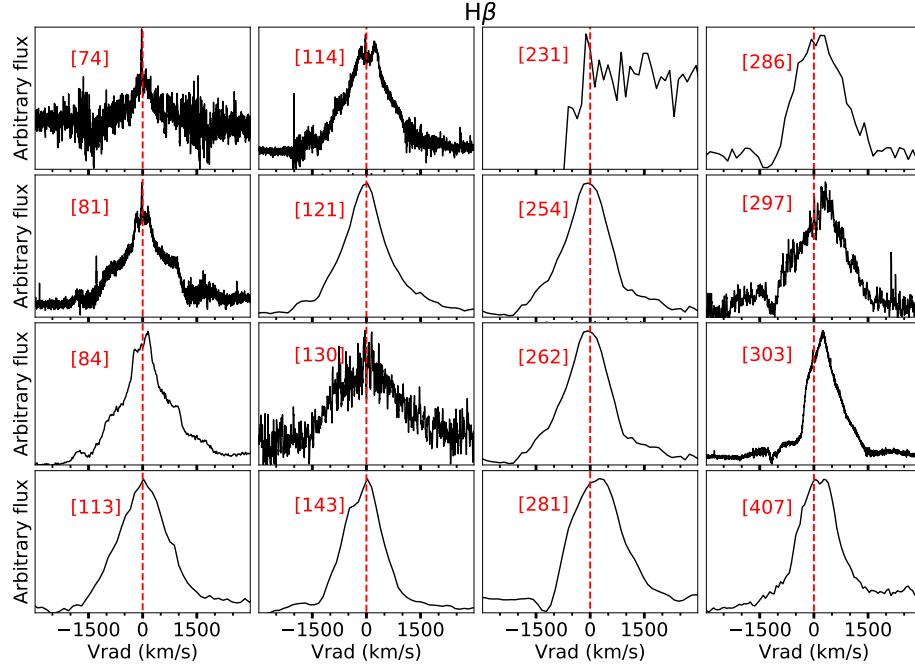 Hβ
Arbitrary flux [74] [114] [231] [286]
Arbitrary flux [81] [121] [254] [297]
Arbitrary flux [84] [130] [262] [303]
Arbitrary flux [113] [143] [281] [407]
−1500 0 1500 −1500 0 1500 −1500 0 1500 −1500 0 1500
Vrad (km/s) Vrad (km/s) Vrad (km/s) Vrad (km/s)